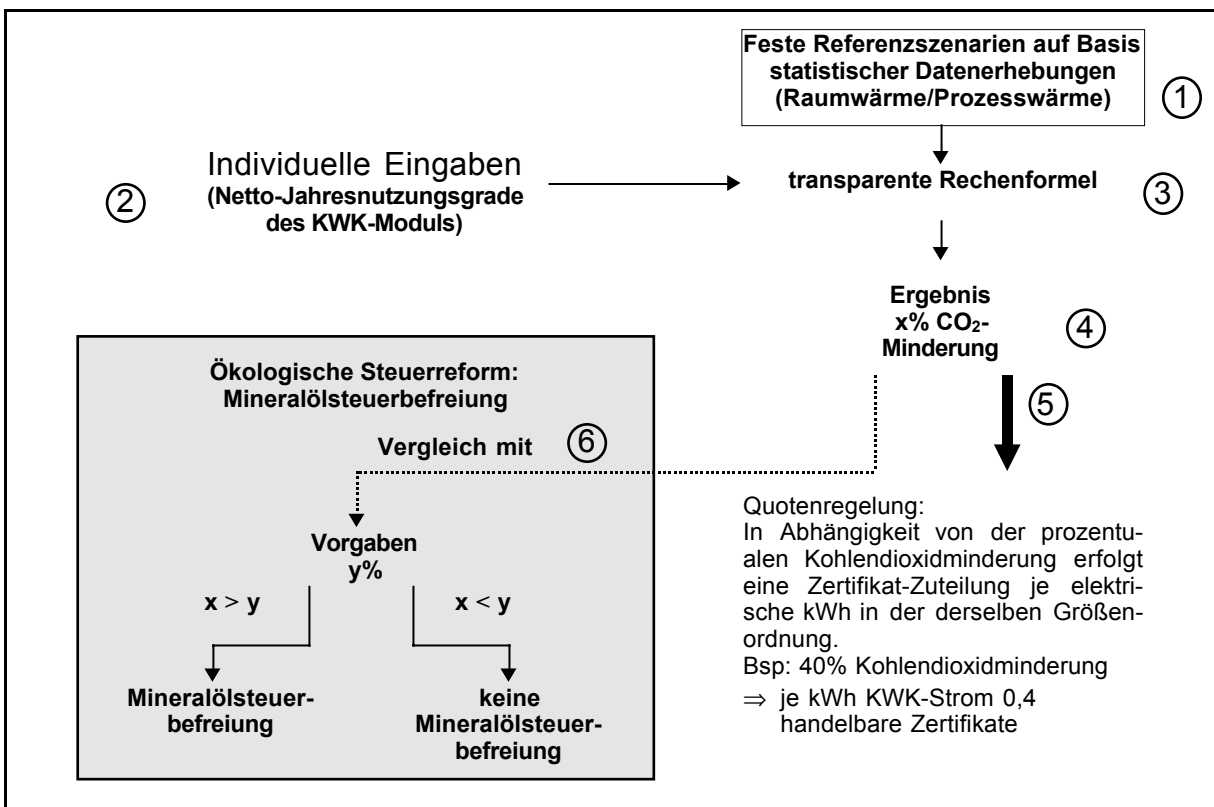 Feste Referenzszenarien auf Basis
statistischer Datenerhebungen
(Raumwärme/Prozesswärme)
1
Individuelle Eingaben
(Netto-Jahresnutzungsgrade
des KWK-Moduls)
2
transparente Rechenformel
3
Ergebnis
x% CO₂-
Minderung
4
5
Ökologische Steuerreform:
Mineralölsteuerbefreiung
Vergleich mit
6
Vorgaben
y%
x > y
x < y
Mineralölsteuer-
befreiung
keine
Mineralölsteuer-
befreiung
Quotenregelung:
In Abhängigkeit von der prozentu-
alen Kohlendioxidminderung erfolgt
eine Zertifikat-Zuteilung je elektri-
sche kWh in der derselben Größen-
ordnung.
Bsp: 40% Kohlendioxidminderung
⇒ je kWh KWK-Strom 0,4
handelbare Zertifikate